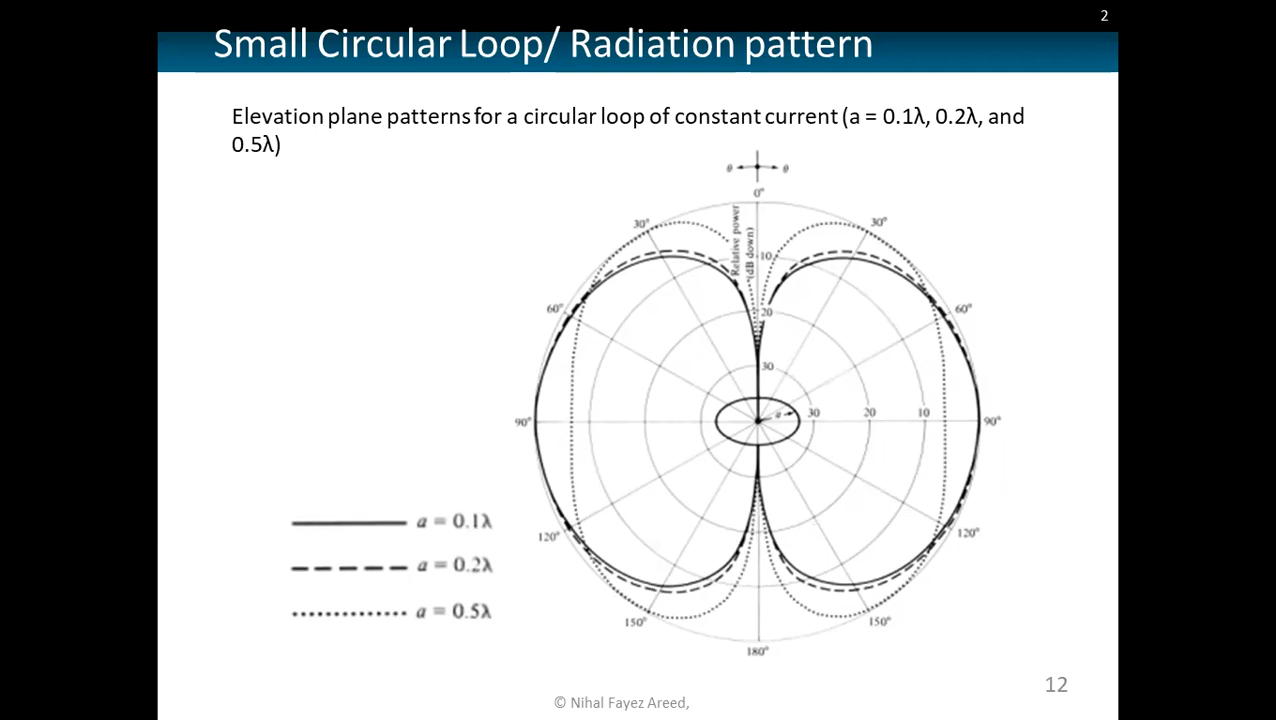 2
Small Circular Loop/ Radiation pattern
Elevation plane patterns for a circular loop of constant current (a = 0.1λ, 0.2λ, and
0.5λ)
θ θ
0°
30° 30°
Relative power
(dB down)
10
60° 60°
20
30
a 30 20 10
90° 90°
a = 0.1λ
120° 120°
a = 0.2λ
a = 0.5λ
150° 150°
180°
12
© Nihal Fayez Areed,